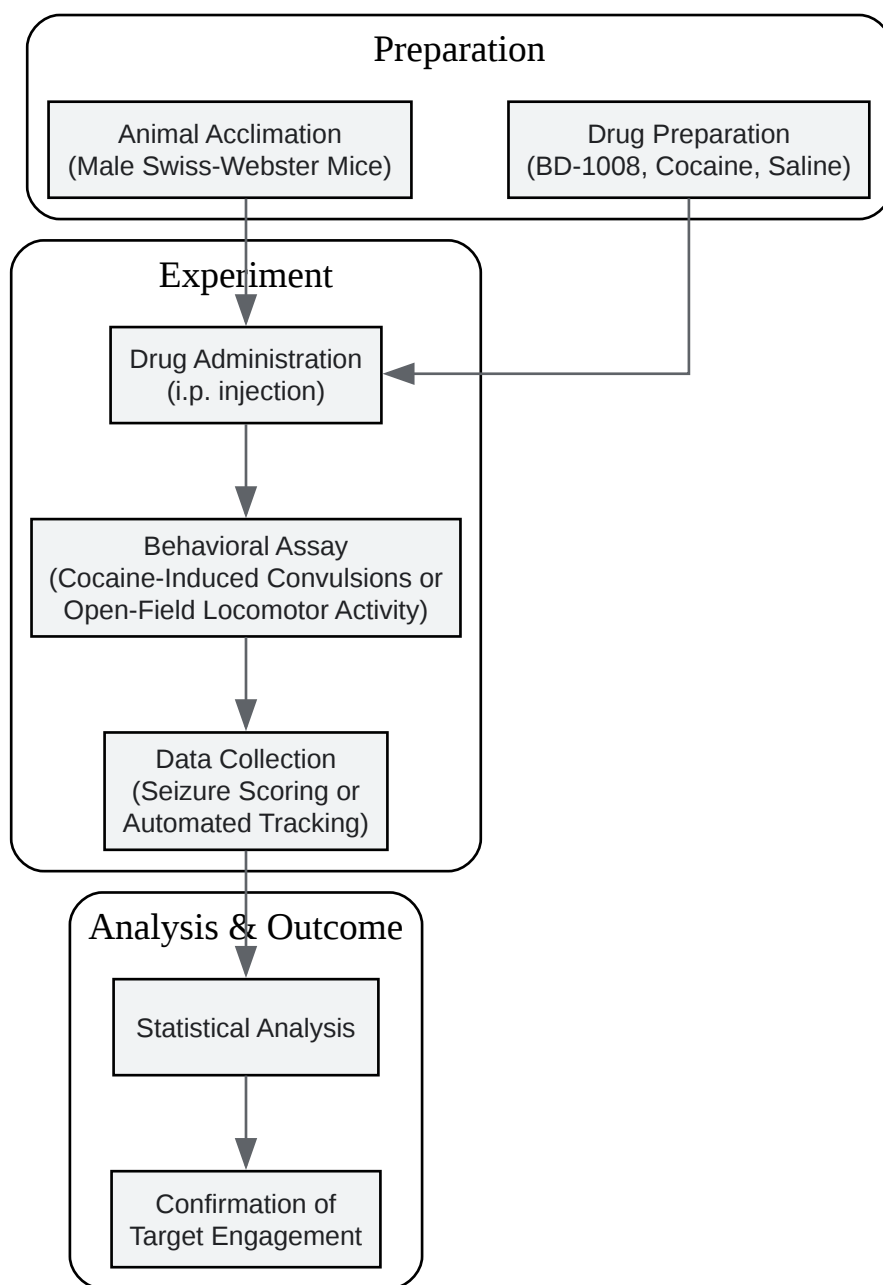 Preparation
Animal Acclimation
(Male Swiss-Webster Mice)
Drug Preparation
(BD-1008, Cocaine, Saline)
Experiment
Drug Administration
(i.p. injection)
Behavioral Assay
(Cocaine-Induced Convulsions or
Open-Field Locomotor Activity)
Data Collection
(Seizure Scoring or
Automated Tracking)
Analysis & Outcome
Statistical Analysis
Confirmation of
Target Engagement